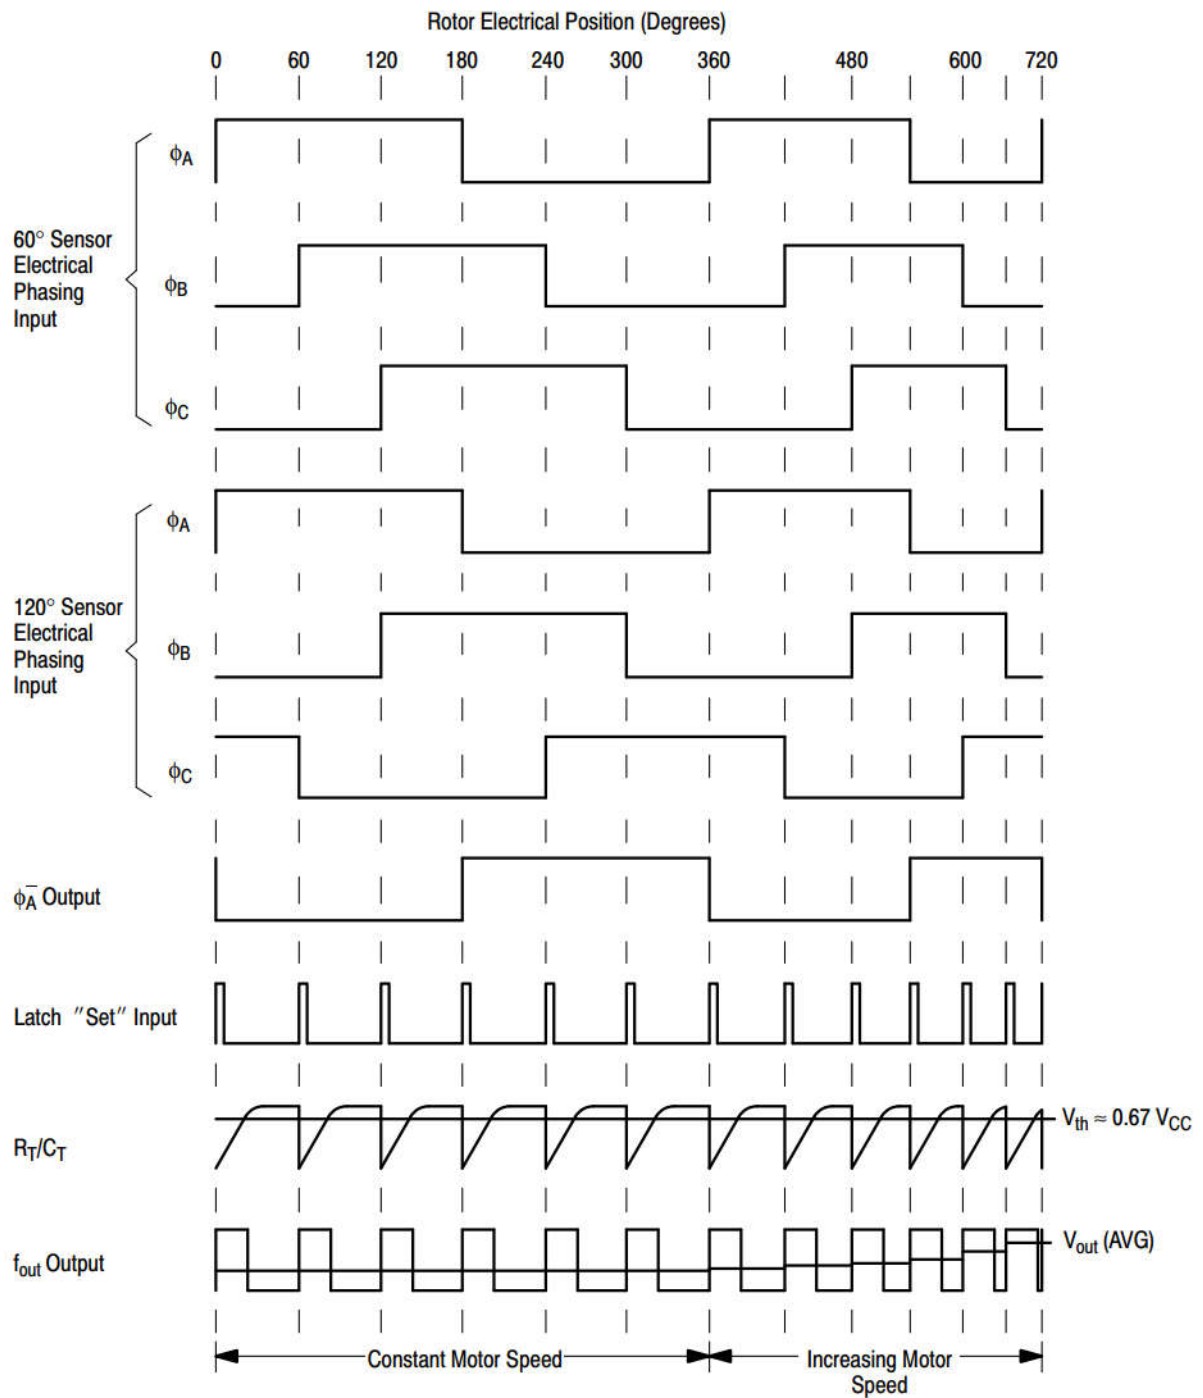 Rotor Electrical Position (Degrees)
0 60 120 180 240 300 360 480 600 720
ϕA
60° Sensor
Electrical
Phasing
Input
ϕB
ϕC
ϕA
120° Sensor
Electrical
Phasing
Input
ϕB
ϕC
ϕA̅ Output
Latch ″Set″ Input
Vth ≈ 0.67 VCC
RT/CT
Vout (AVG)
fout Output
Constant Motor Speed
Increasing Motor
Speed